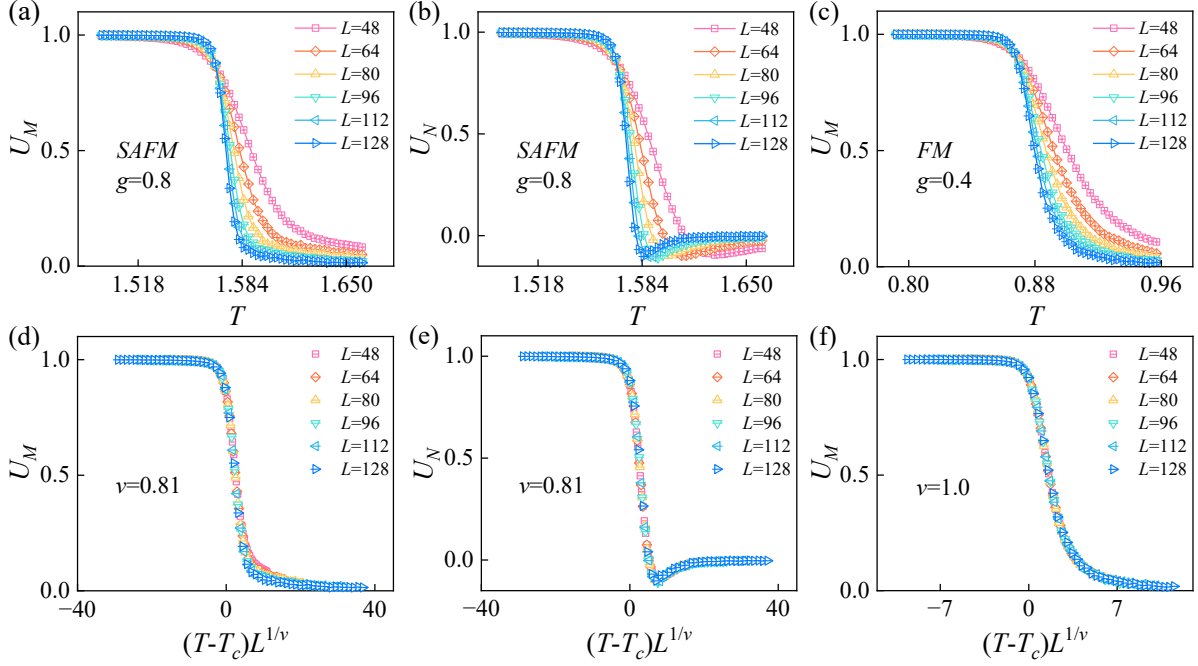 (a)
U_M
1.0
0.5
0.0
SAFM
g=0.8
L=48
L=64
L=80
L=96
L=112
L=128
1.518
1.584
1.650
T
(b)
U_N
1.0
0.5
0.0
SAFM
g=0.8
L=48
L=64
L=80
L=96
L=112
L=128
1.518
1.584
1.650
T
(c)
U_M
1.0
0.5
0.0
FM
g=0.4
L=48
L=64
L=80
L=96
L=112
L=128
0.80
0.88
0.96
T
(d)
U_M
1.0
0.5
0.0
ν=0.81
L=48
L=64
L=80
L=96
L=112
L=128
−40
0
40
(T-T_c)L^{1/ν}
(e)
U_N
1.0
0.5
0.0
ν=0.81
L=48
L=64
L=80
L=96
L=112
L=128
−40
0
40
(T-T_c)L^{1/ν}
(f)
U_M
1.0
0.5
0.0
ν=1.0
L=48
L=64
L=80
L=96
L=112
L=128
−7
0
7
(T-T_c)L^{1/ν}